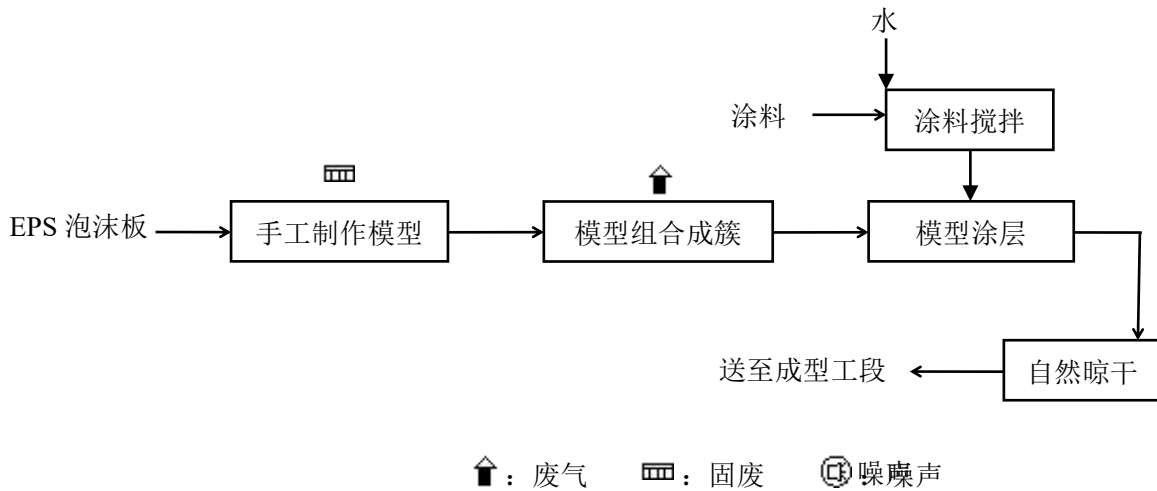 水
涂料
涂料搅拌
EPS 泡沫板
手工制作模型
模型组合成簇
模型涂层
送至成型工段
自然晾干
：废气
：固废
：噪声